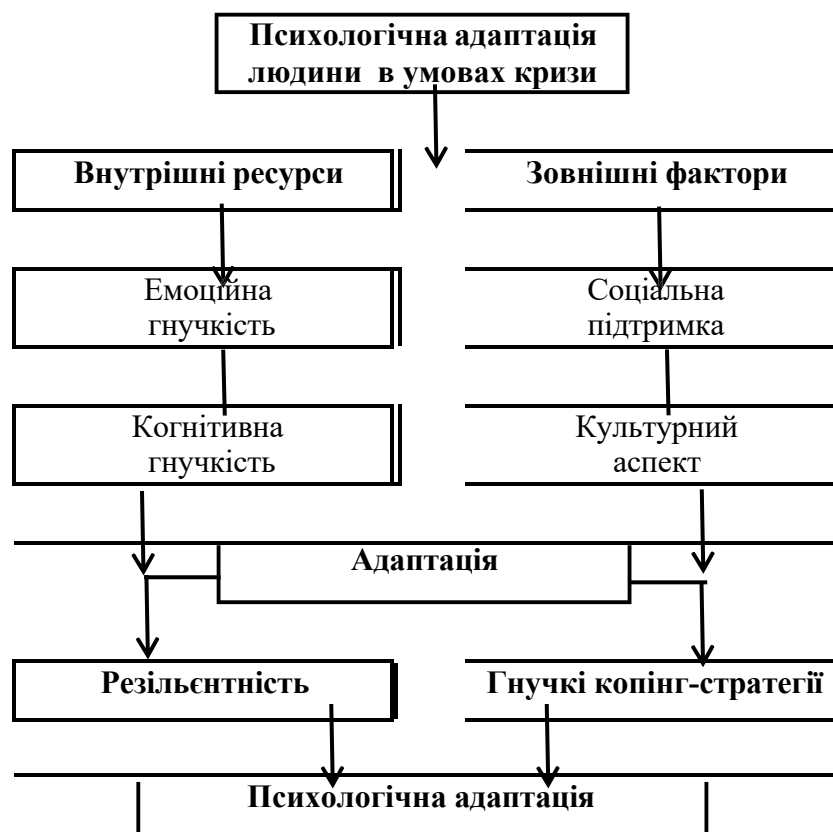 Психологічна адаптація
людини в умовах кризи
Внутрішні ресурси
Зовнішні фактори
Емоційна
гнучкість
Соціальна
підтримка
Когнітивна
гнучкість
Культурний
аспект
Адаптація
Резільєнтність
Гнучкі копінг-стратегії
Психологічна адаптація